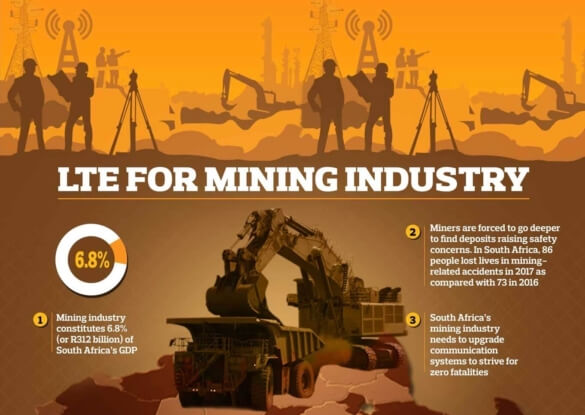 LTE FOR MINING INDUSTRY
6.8%
1 Mining industry
constitutes 6.8%
(or R312 billion) of
South Africa's GDP
2 Miners are forced to go deeper
to find deposits raising safety
concerns. In South Africa, 86
people lost lives in mining-
related accidents in 2017 as
compared with 73 in 2016
3 South Africa's
mining industry
needs to upgrade
communication
systems to strive for
zero fatalities